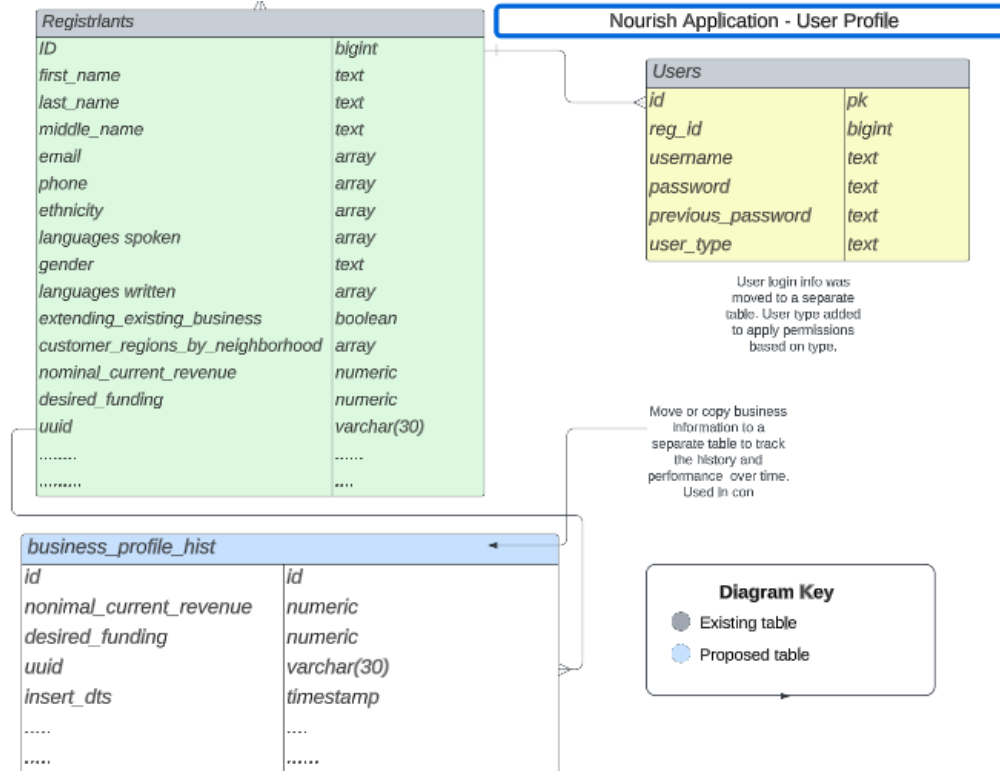 Nourish Application - User Profile
Registrlants
ID bigint
first_name text
last_name text
middle_name text
email array
phone array
ethnicity array
languages spoken array
gender text
languages written array
extending_existing_business boolean
customer_regions_by_neighborhood array
nominal_current_revenue numeric
desired_funding numeric
uuid varchar(30)
........ ......
......... ....
Users
id pk
reg_id bigint
username text
password text
previous_password text
user_type text
User login info was
moved to a separate
table. User type added
to apply permissions
based on type.
Move or copy business
information to a
separate table to track
the history and
performance over time.
Used in con
business_profile_hist
id id
nonimal_current_revenue numeric
desired_funding numeric
uuid varchar(30)
insert_dts timestamp
..... ....
..... ......
Diagram Key
Existing table
Proposed table